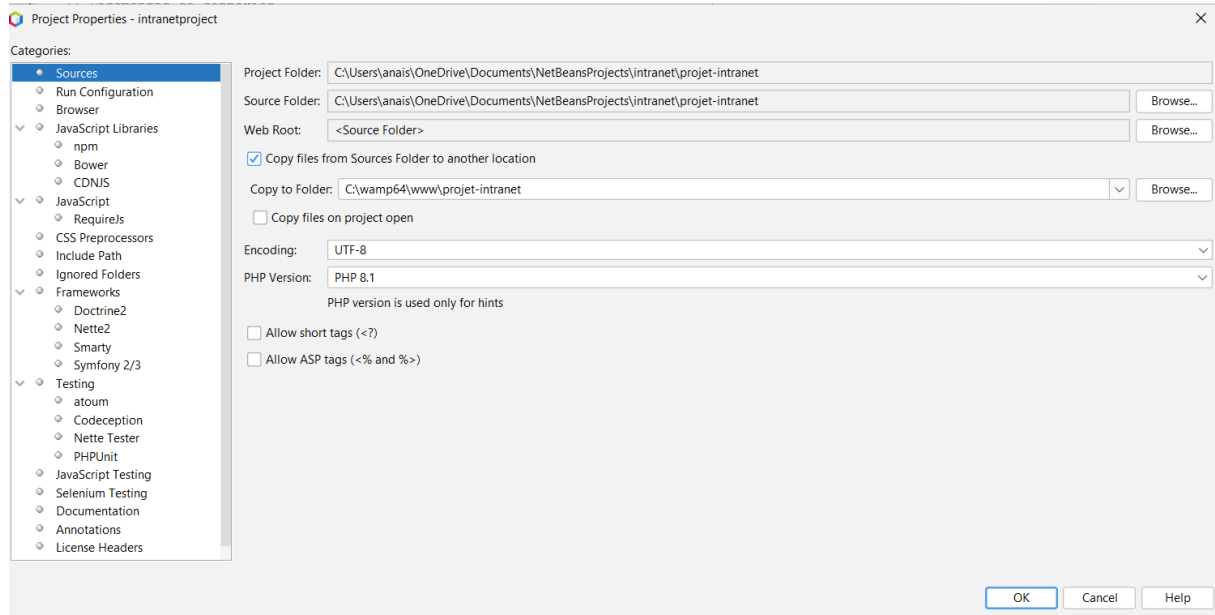 Project Properties - intranetproject
Categories:
Sources
Run Configuration
Browser
JavaScript Libraries
npm
Bower
CDNJS
JavaScript
RequireJs
CSS Preprocessors
Include Path
Ignored Folders
Frameworks
Doctrine2
Nette2
Smarty
Symfony 2/3
Testing
atoum
Codeception
Nette Tester
PHPUnit
JavaScript Testing
Selenium Testing
Documentation
Annotations
License Headers
Project Folder: C:\Users\anais\OneDrive\Documents\NetBeansProjects\intranet\projet-intranet
Source Folder: C:\Users\anais\OneDrive\Documents\NetBeansProjects\intranet\projet-intranet Browse...
Web Root: <Source Folder> Browse...
Copy files from Sources Folder to another location
Copy to Folder: C:\wamp64\www\projet-intranet Browse...
Copy files on project open
Encoding: UTF-8
PHP Version: PHP 8.1
PHP version is used only for hints
Allow short tags (<?)
Allow ASP tags (<% and %>)
OK Cancel Help